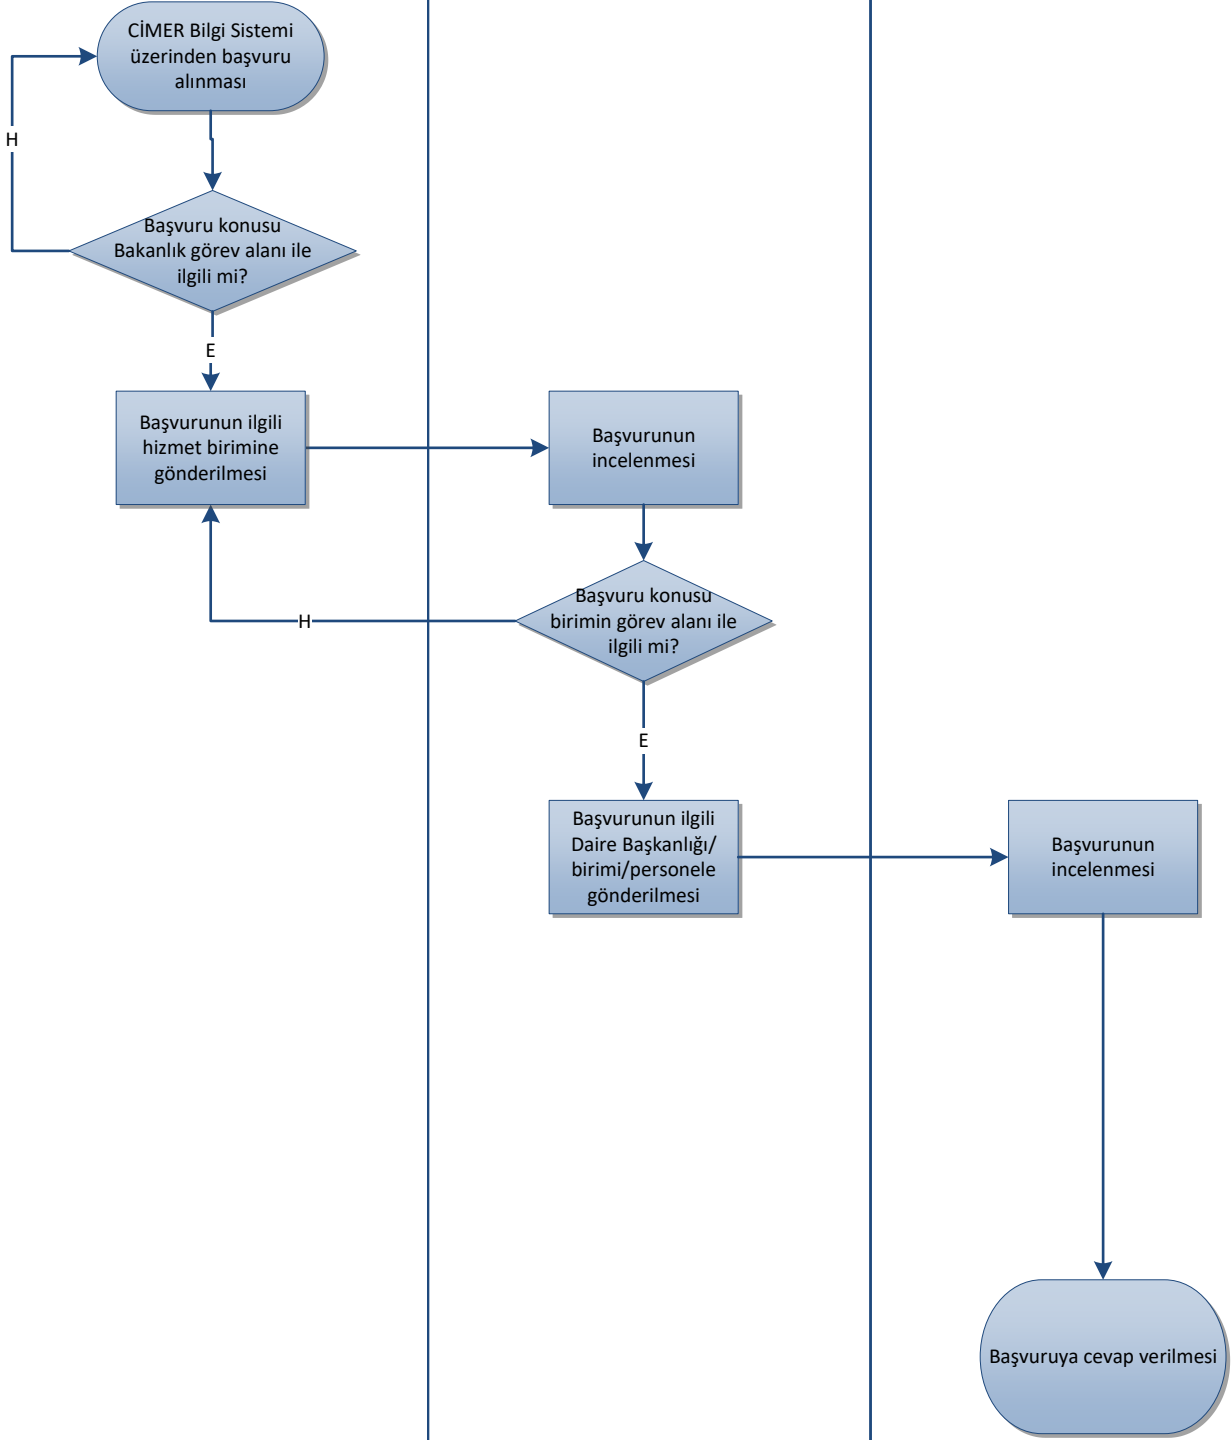 CİMER Bilgi Sistemi
üzerinden başvuru
alınması
H
Başvuru konusu
Bakanlık görev alanı ile
ilgili mi?
E
Başvurunun ilgili
hizmet birimine
gönderilmesi
Başvurunun
incelenmesi
Başvuru konusu
birimin görev alanı ile
ilgili mi?
H
E
Başvurunun ilgili
Daire Başkanlığı/
birimi/personele
gönderilmesi
Başvurunun
incelenmesi
Başvuruya cevap verilmesi